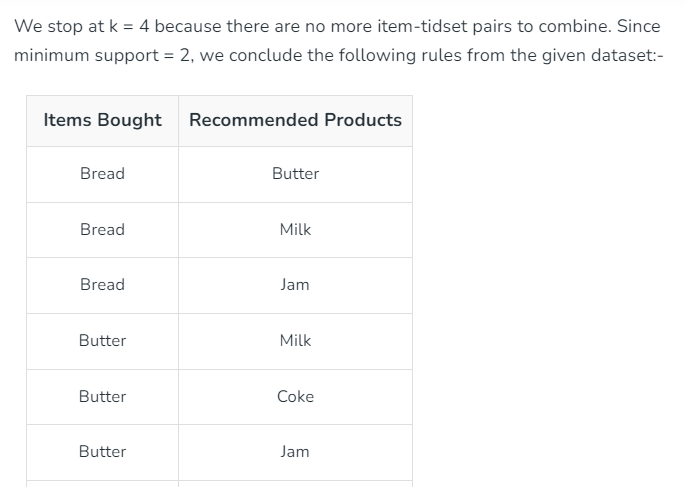 We stop at k = 4 because there are no more item-tidset pairs to combine. Since
minimum support = 2, we conclude the following rules from the given dataset:-
Items Bought Recommended Products
Bread Butter
Bread Milk
Bread Jam
Butter Milk
Butter Coke
Butter Jam